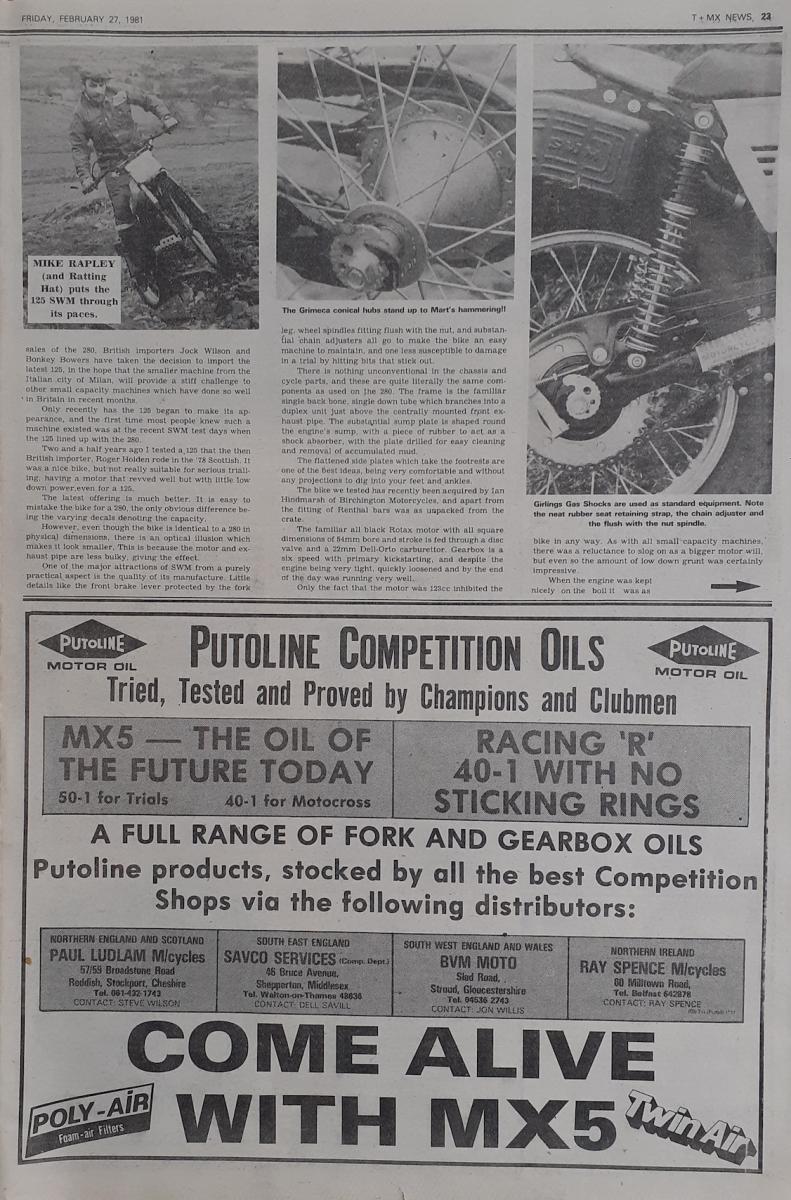 FRIDAY, FEBRUARY 27, 1981
T+MX NEWS, 23
MIKE RAPLEY
(and Ratting
Hat) puts the
125 SWM through
its paces.
The Grimeca conical hubs stand up to Mart's hammering!!
SWM
Girlings Gas Shocks are used as standard equipment. Note
the neat rubber seat retaining strap, the chain adjuster and
the flush with the nut spindle.
sales of the 280, British importers Jock Wilson and
Bonkey Bowers have taken the decision to import the
latest 125, in the hope that the smaller machine from the
Italian city of Milan, will provide a stiff challenge to
other small capacity machines which have done so well
in Britain in recent months.
Only recently has the 125 began to make its ap-
pearance, and the first time most people knew such a
machine existed was at the recent SWM test days when
the 125 lined up with the 280.
Two and a half years ago I tested a 125 that the then
British importer, Roger Holden rode in the '78 Scottish. It
was a nice bike, but not really suitable for serious triall-
ing, having a motor that revved well but with little low
down power, even for a 125.
The latest offering is much better. It is easy to
mistake the bike for a 280, the only obvious difference be-
ing the varying decals denoting the capacity.
However, even though the bike is identical to a 280 in
physical dimensions, there is an optical illusion which
makes it look smaller. This is because the motor and ex-
haust pipe are less bulky, giving the effect.
One of the major attractions of SWM from a purely
practical aspect is the quality of its manufacture. Little
details like the front brake lever protected by the fork
leg, wheel spindles fitting flush with the nut, and substan-
tial chain adjusters all go to make the bike an easy
machine to maintain, and one less susceptible to damage
in a trial by hitting bits that stick out.
There is nothing unconventional in the chassis and
cycle parts, and these are quite literally the same com-
ponents as used on the 280. The frame is the familiar
single back bone, single down tube which branches into a
duplex unit just above the centrally mounted front ex-
haust pipe. The substantial sump plate is shaped round
the engine's sump, with a piece of rubber to act as a
shock absorber, with the plate drilled for easy cleaning
and removal of accumulated mud.
The flattened side plates which take the footrests are
one of the best ideas, being very comfortable and without
any projections to dig into your feet and ankles.
The bike we tested has recently been acquired by Ian
Hindmarsh of Birchington Motorcycles, and apart from
the fitting of Renthal bars was as unpacked from the
crate.
The familiar all black Rotax motor with all square
dimensions of 54mm bore and stroke is fed through a disc
valve and a 22mm Dell-Orto carburettor. Gearbox is a
six speed with primary kickstarting, and despite the
engine being very tight, quickly loosened and by the end
of the day was running very well.
Only the fact that the motor was 123cc inhibited the
bike in any way. As with all small capacity machines,
there was a reluctance to slog on as a bigger motor will,
but even so the amount of low down grunt was certainly
impressive.
When the engine was kept
nicely on the boil it was as
PUTOLINE
MOTOR OIL
PUTOLINE COMPETITION OILS
PUTOLINE
MOTOR OIL
Tried, Tested and Proved by Champions and Clubmen
MX5 — THE OIL OF
THE FUTURE TODAY
50-1 for Trials 40-1 for Motocross
RACING 'R'
40-1 WITH NO
STICKING RINGS
A FULL RANGE OF FORK AND GEARBOX OILS
Putoline products, stocked by all the best Competition
Shops via the following distributors:
NORTHERN ENGLAND AND SCOTLAND
PAUL LUDLAM M/cycles
57/59 Broadstone Road
Reddish, Stockport, Cheshire
Tel. 061-432 1743
CONTACT: STEVE WILSON
SOUTH EAST ENGLAND
SAVCO SERVICES (Comp. Dept.)
46 Bruce Avenue,
Shepperton, Middlesex
Tel. Walton-on-Thames 48636
CONTACT: DELL SAVILL
SOUTH WEST ENGLAND AND WALES
BVM MOTO
Slad Road,
Stroud, Gloucestershire
Tel. 04536 2743
CONTACT: JON WILLIS
NORTHERN IRELAND
RAY SPENCE M/cycles
60 Milltown Road,
Tel. Belfast 642878
CONTACT: RAY SPENCE
COME ALIVE
WITH MX5
POLY-AIR
Foam-air Filters
Twin Air